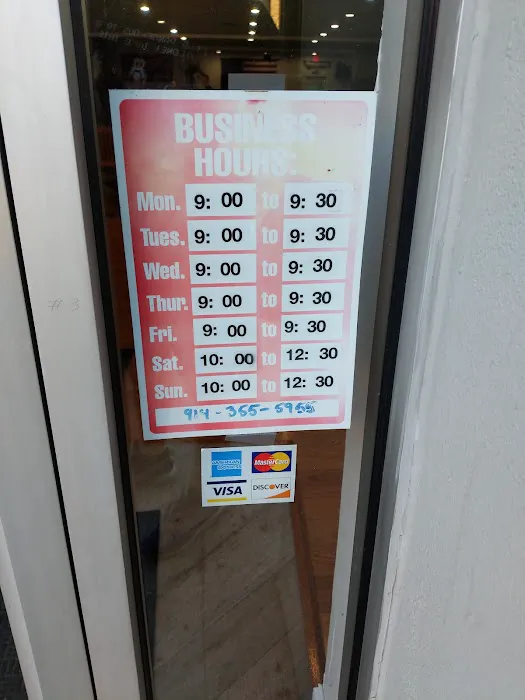 BUSINESS
HOURS:
Mon. 9: 00 to 9: 30
Tues. 9: 00 to 9: 30
Wed. 9: 00 to 9: 30
Thur. 9: 00 to 9: 30
Fri. 9: 00 to 9: 30
Sat. 10: 00 to 12: 30
Sun. 10: 00 to 12: 30
914-355-5955
AMERICAN EXPRESS MasterCard
VISA DISCOVER